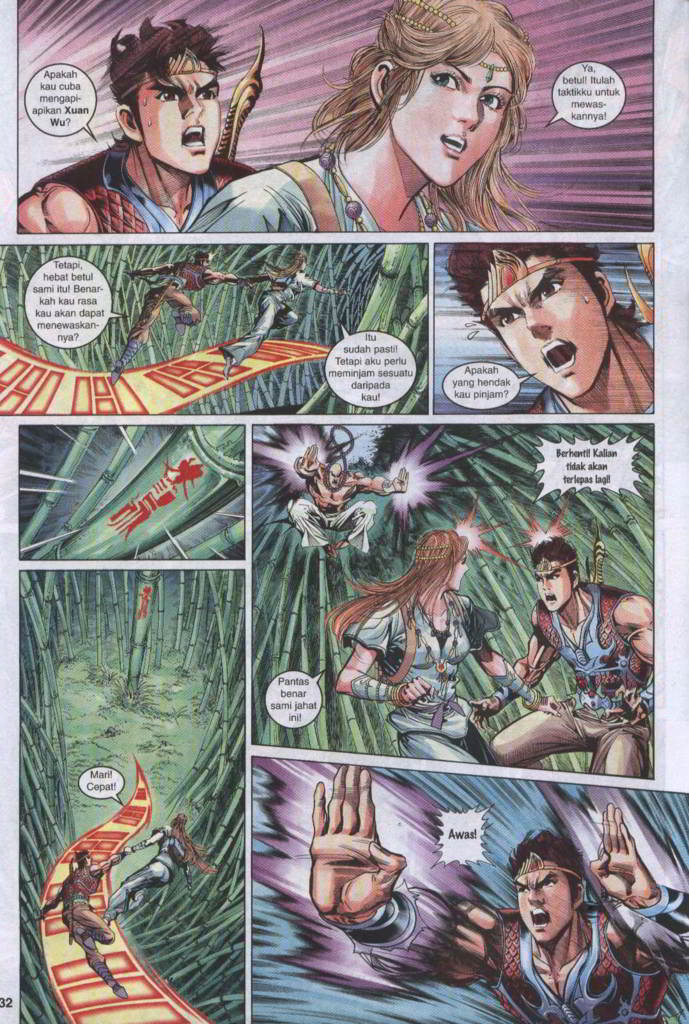 Apakah
kau cuba
mengapi-
apikan Xuan
Wu?
Ya,
betul! Itulah
taktikku untuk
mewas-
kannya!
Tetapi,
hebat betul
sami itu! Benar-
kah kau rasa
kau akan dapat
menewaskan-
nya?
Itu
sudah pasti!
Tetapi aku perlu
meminjam sesuatu
daripada
kau!
Apakah
yang hendak
kau pinjam?
Berhenti! Kalian
tidak akan
terlepas lagi!
Pantas
benar
sami jahat
ini!
Mari!
Cepat!
Awas!
32